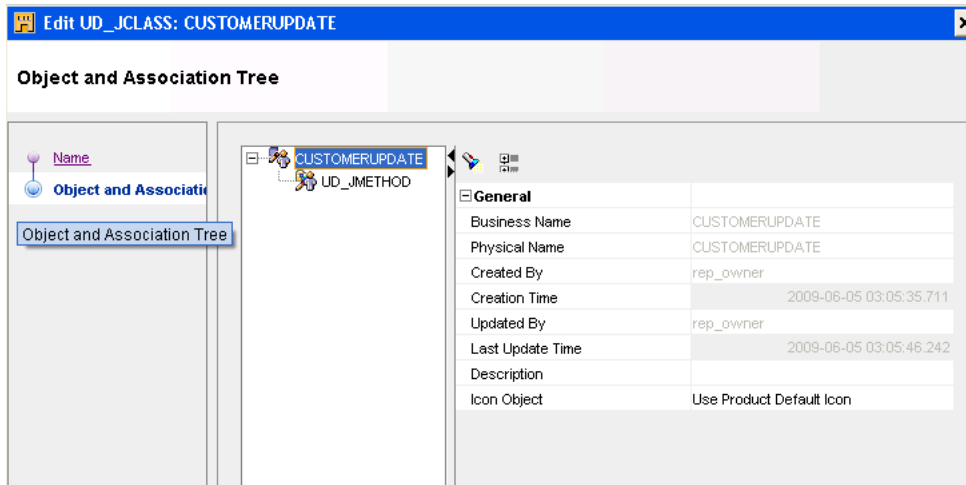 Edit UD_JCLASS: CUSTOMERUPDATE
Object and Association Tree
Name
Object and Associatio
Object and Association Tree
CUSTOMERUPDATE
UD_JMETHOD
General
Business Name CUSTOMERUPDATE
Physical Name CUSTOMERUPDATE
Created By rep_owner
Creation Time 2009-06-05 03:05:35.711
Updated By rep_owner
Last Update Time 2009-06-05 03:05:46.242
Description
Icon Object Use Product Default Icon